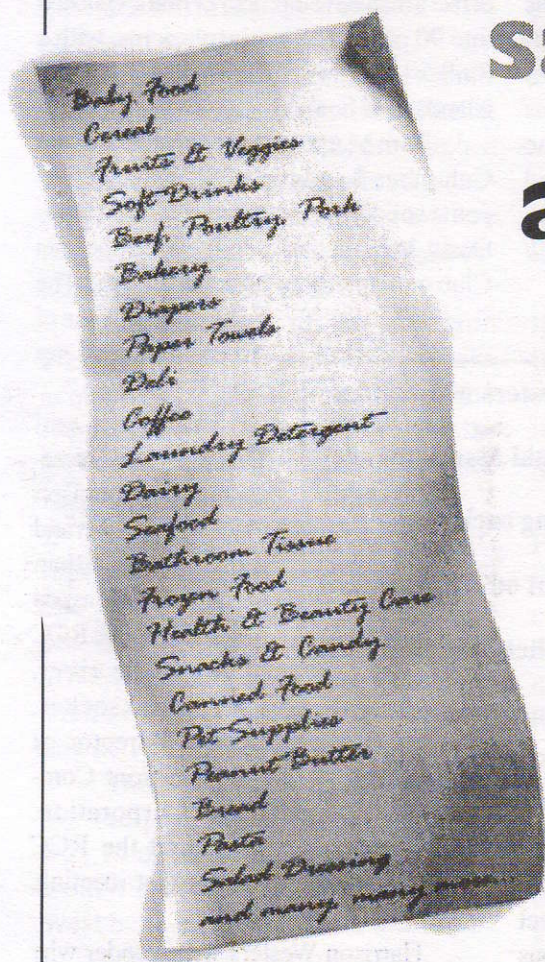 Baby Food
Cereal
Fruits & Veggies
Soft Drinks
Beef, Poultry, Pork
Bakery
Diapers
Paper Towels
Deli
Coffee
Laundry Detergent
Dairy
Seafood
Bathroom Tissue
Frozen Food
Health & Beauty Care
Snacks & Candy
Canned Food
Pet Supplies
Peanut Butter
Bread
Pasta
Salad Dressing
and many many more...